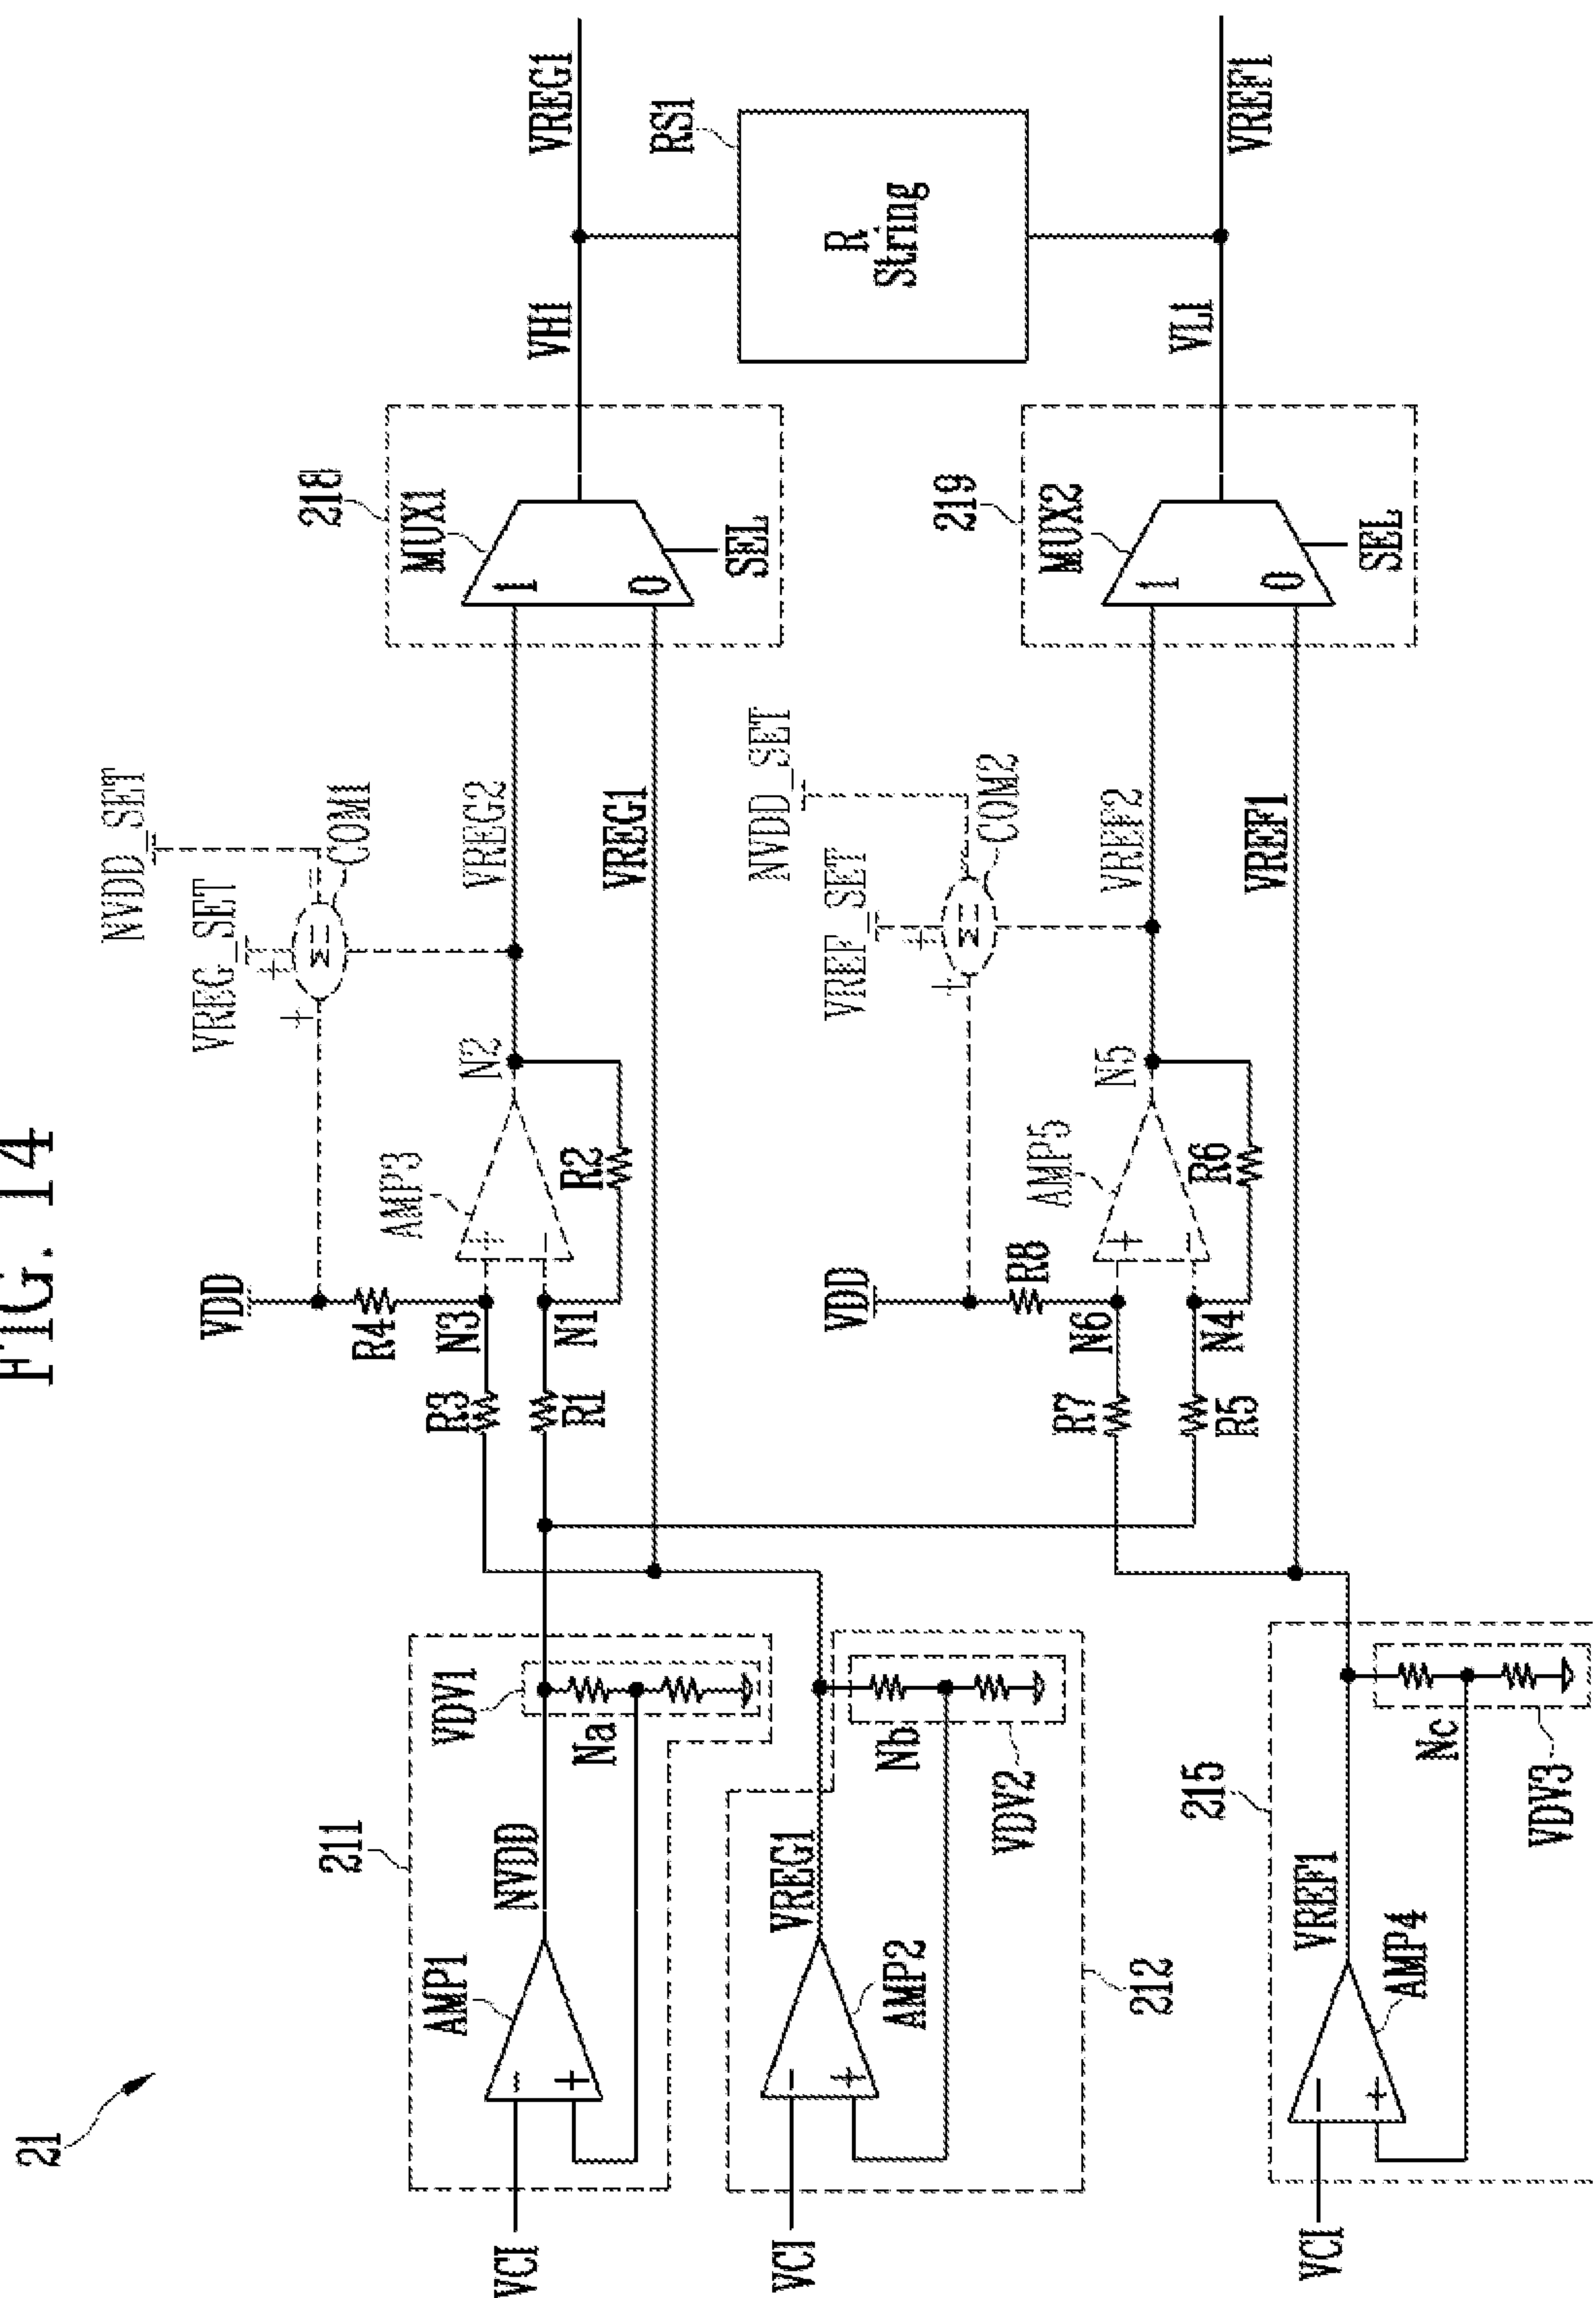 FIG. 14
21
NVDD_SET
VREG_SET
COM1
VDD
R4
N3
R3
N1
R1
AMP3
+
−
R2
N2
VREG2
VREG1
218
MUX1
1
0
SEL
VH1
VREG1
RS1
R
String
NVDD_SET
VREF_SET
COM2
VDD
R8
N6
R7
N4
R5
AMP5
+
−
R6
N5
VREF2
VREF1
219
MUX2
1
0
SEL
VL1
VREF1
211
VCI
AMP1
−
+
NVDD
VDV1
Na
VCI
AMP2
−
+
VREG1
Nb
VDV2
212
215
VCI
AMP4
−
+
VREF1
Nc
VDV3